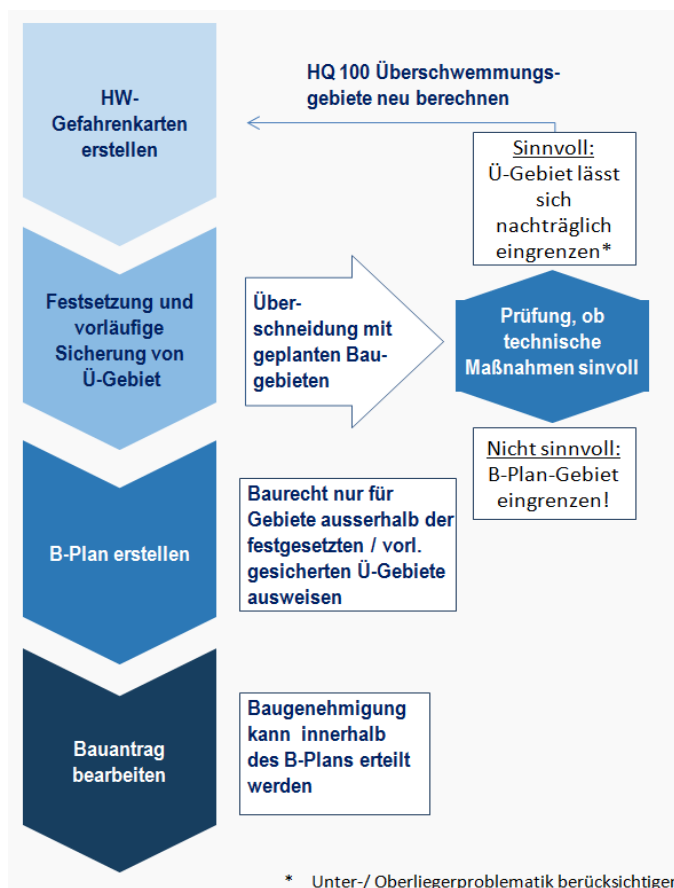 HW-
Gefahrenkarten
erstellen
HQ 100 Überschwemmungs-
gebiete neu berechnen
Sinnvoll:
Ü-Gebiet lässt
sich
nachträglich
eingrenzen*
Festsetzung und
vorläufige
Sicherung von
Ü-Gebiet
Über-
schneidung mit
geplanten Bau-
gebieten
Prüfung, ob
technische
Maßnahmen sinvoll
Nicht sinnvoll:
B-Plan-Gebiet
eingrenzen!
B-Plan erstellen
Baurecht nur für
Gebiete ausserhalb der
festgesetzten / vorl.
gesicherten Ü-Gebiete
ausweisen
Bauantrag
bearbeiten
Baugenehmigung
kann innerhalb
des B-Plans erteilt
werden
* Unter-/ Oberliegerproblematik berücksichtigen